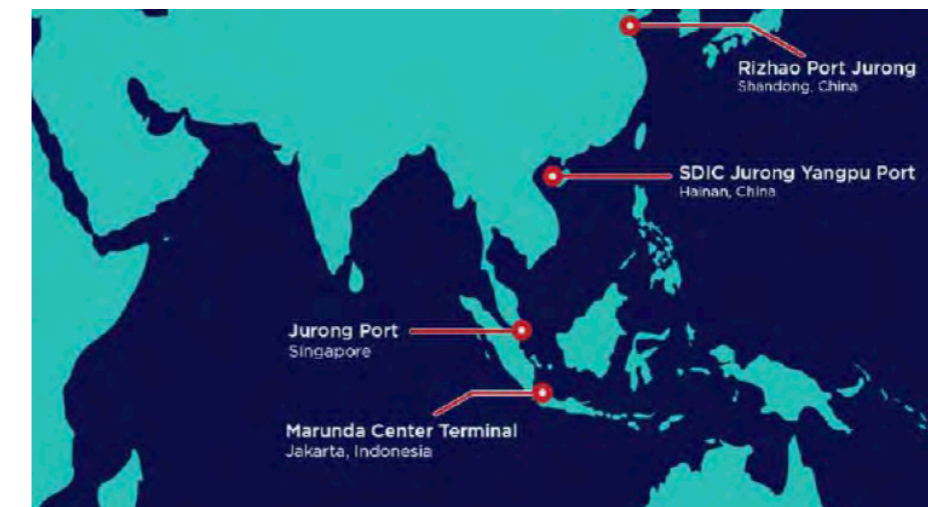 Rizhao Port Jurong
Shandong, China
SDIC Jurong Yangpu Port
Hainan, China
Jurong Port
Singapore
Marunda Center Terminal
Jakarta, Indonesia